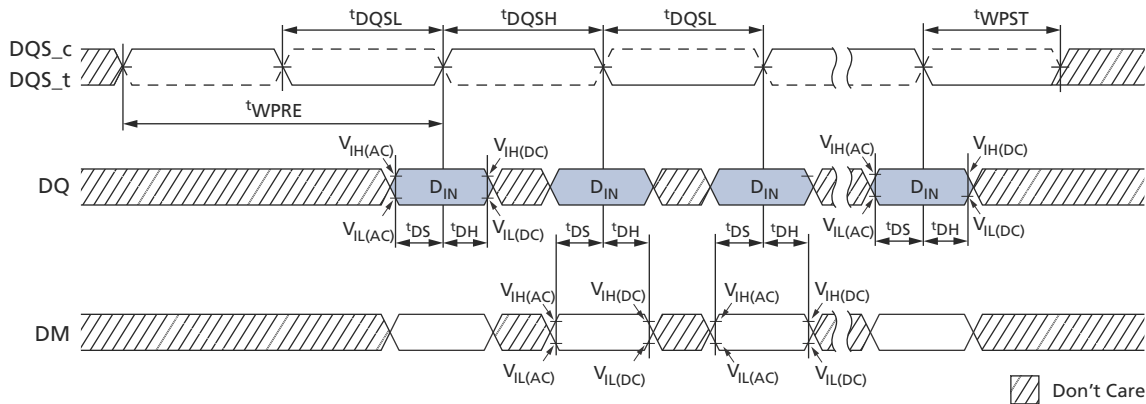 tDQSL tDQSH tDQSL tWPST
DQS_c
DQS_t
tWPRE
VIH(AC) VIH(DC) VIH(AC) VIH(DC)
DQ DIN DIN DIN DIN
VIL(AC) tDS tDH VIL(DC) tDS tDH tDS tDH VIL(AC) tDS tDH VIL(DC)
VIH(AC) VIH(DC) VIH(AC) VIH(DC)
DM
VIL(AC) VIL(DC) VIL(AC) VIL(DC)
Don't Care